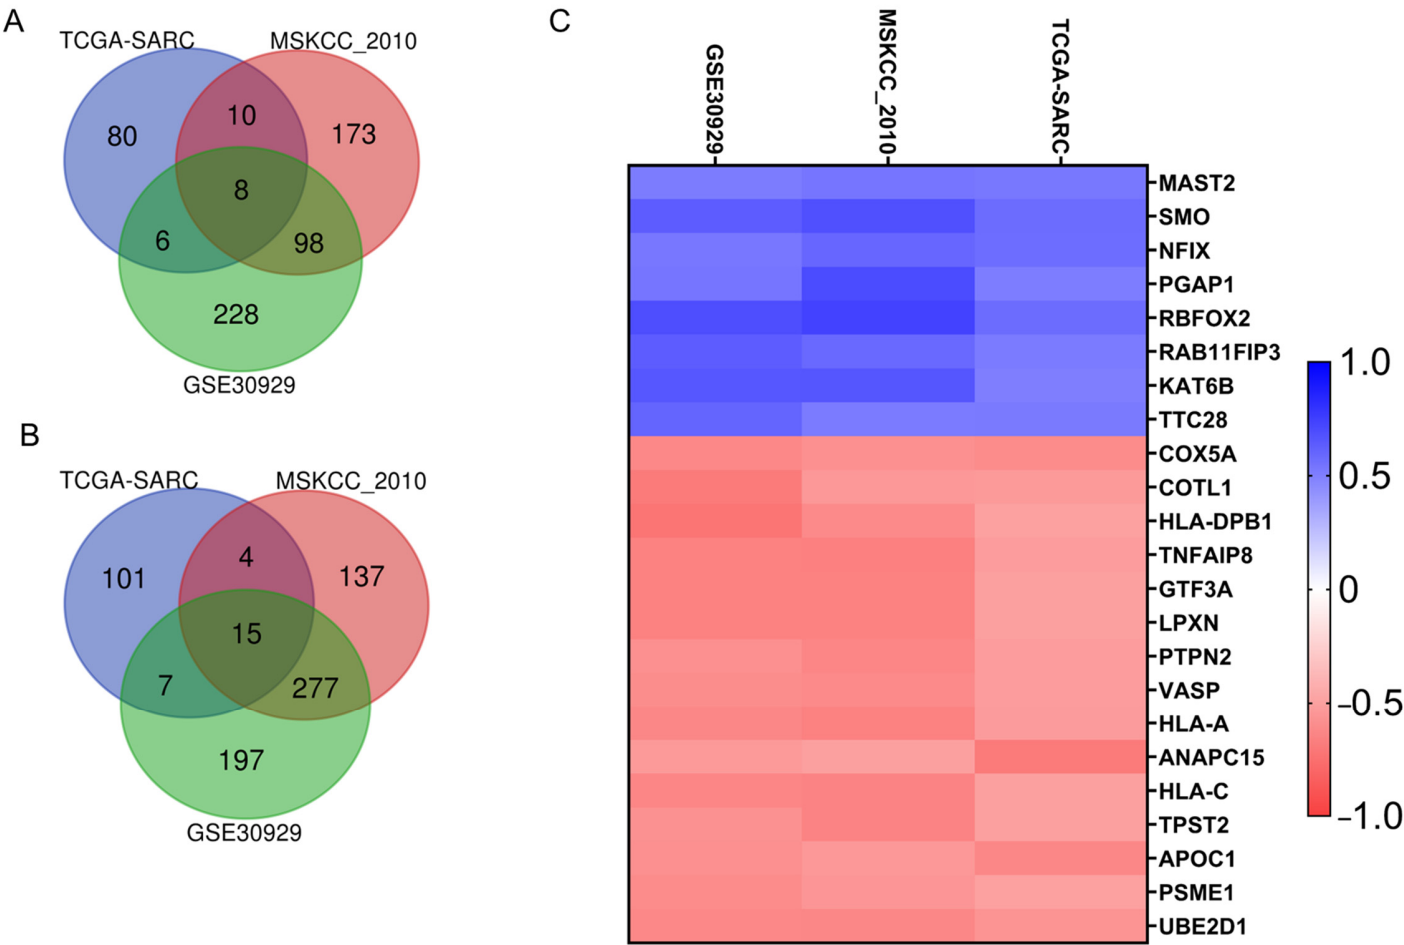 A
TCGA-SARC
MSKCC_2010
80
10
173
8
6
98
228
GSE30929
B
TCGA-SARC
MSKCC_2010
101
4
137
15
7
277
197
GSE30929
C
GSE30929
MSKCC_2010
TCGA-SARC
MAST2
SMO
NFIX
PGAP1
RBFOX2
RAB11FIP3
KAT6B
TTC28
COX5A
COTL1
HLA-DPB1
TNFAIP8
GTF3A
LPXN
PTPN2
VASP
HLA-A
ANAPC15
HLA-C
TPST2
APOC1
PSME1
UBE2D1
1.0
0.5
0
-0.5
-1.0